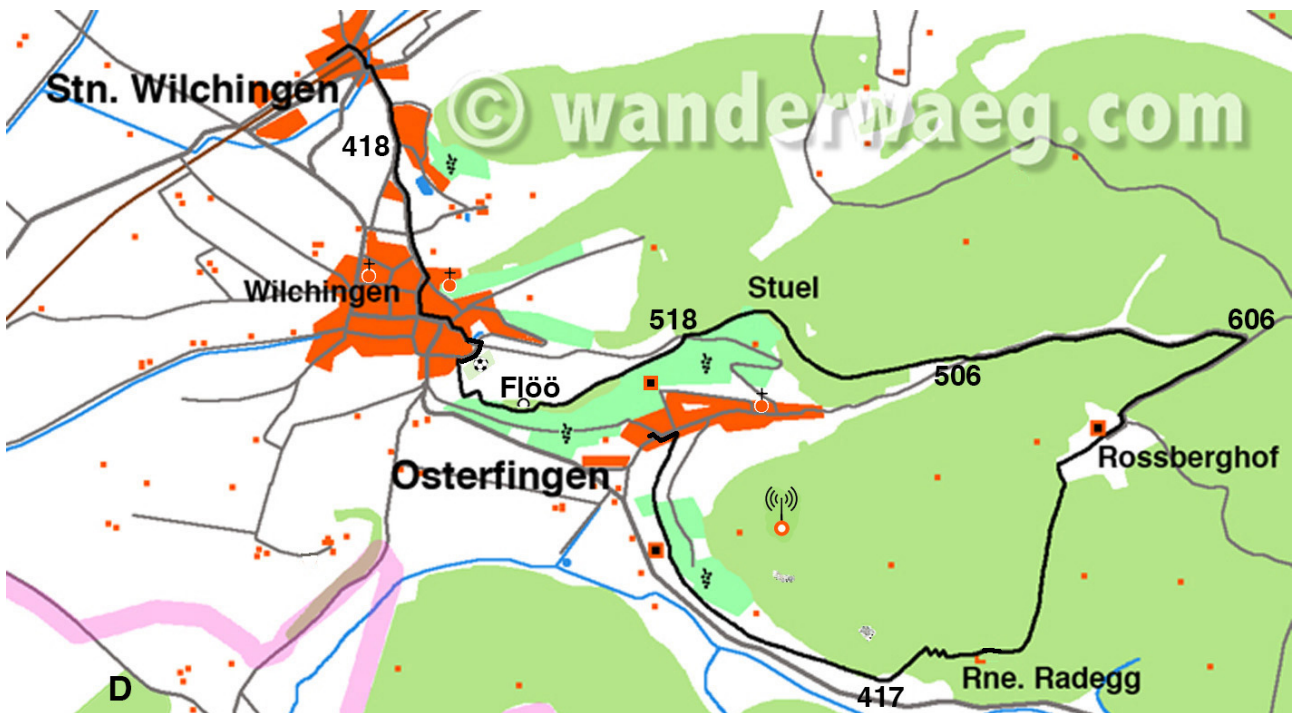 © wanderwaeg.com
Stn. Wilchingen
418
Wilchingen
Stuel
518
606
506
Flöö
Rossberghof
Osterfingen
Rne. Radegg
417
D